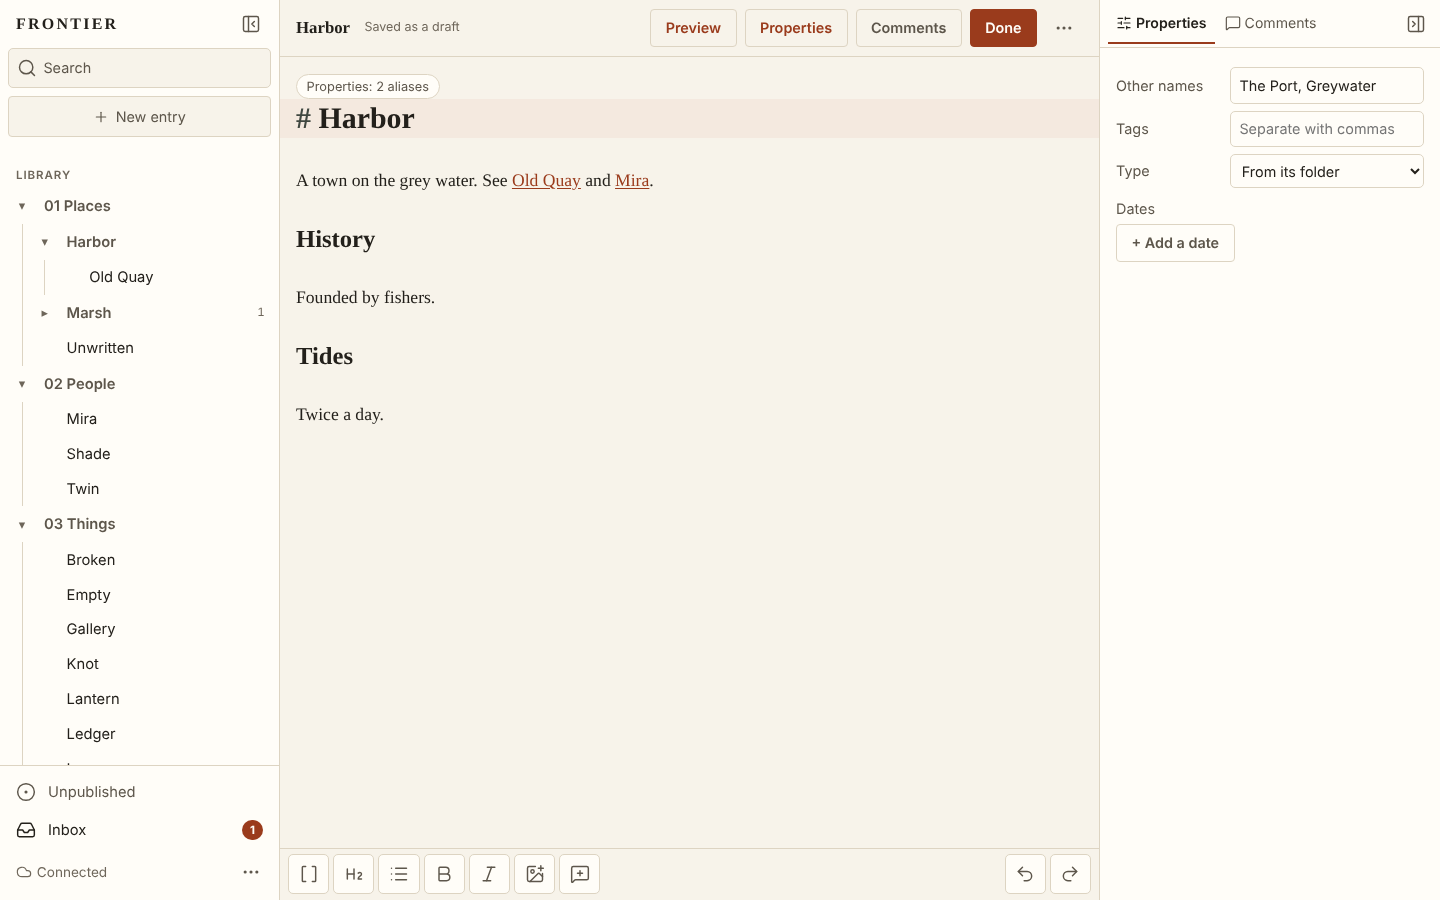 FRONTIER
Search
New entry
LIBRARY
01 Places
Harbor
Old Quay
Marsh 1
Unwritten
02 People
Mira
Shade
Twin
03 Things
Broken
Empty
Gallery
Knot
Lantern
Ledger
Unpublished
Inbox 1
Connected
Harbor Saved as a draft Preview Properties Comments Done
Properties: 2 aliases
# Harbor
A town on the grey water. See Old Quay and Mira.
History
Founded by fishers.
Tides
Twice a day.
H2 B I
Properties Comments
Other names The Port, Greywater
Tags Separate with commas
Type From its folder
Dates
+ Add a date